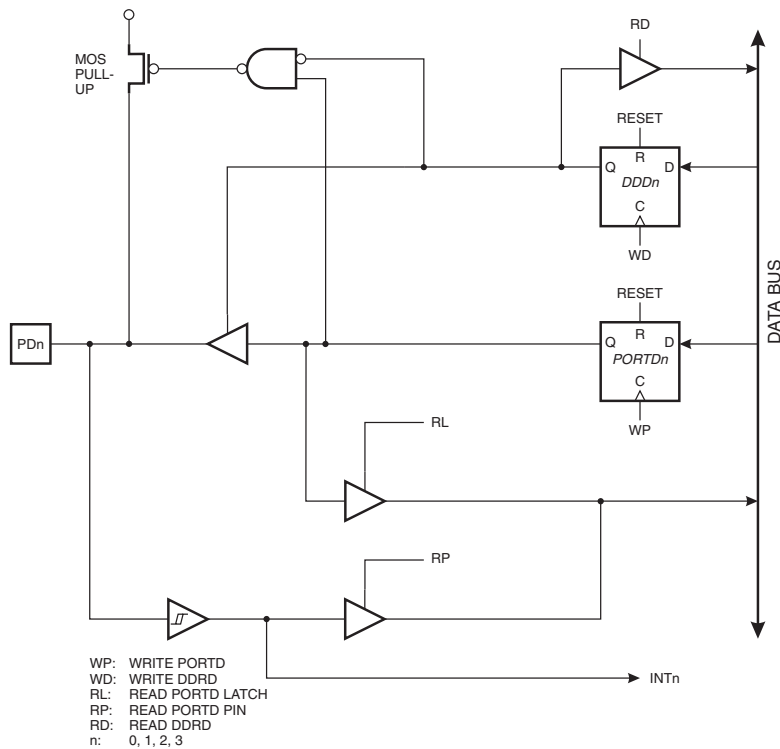 RD
MOS
PULL-
UP
RESET
R
Q
D
DDDn
C
WD
DATA BUS
RESET
PDn
R
Q
D
PORTDn
C
WP
RL
RP
WP: WRITE PORTD
WD: WRITE DDRD
RL: READ PORTD LATCH
RP: READ PORTD PIN
RD: READ DDRD
n: 0, 1, 2, 3
INTn